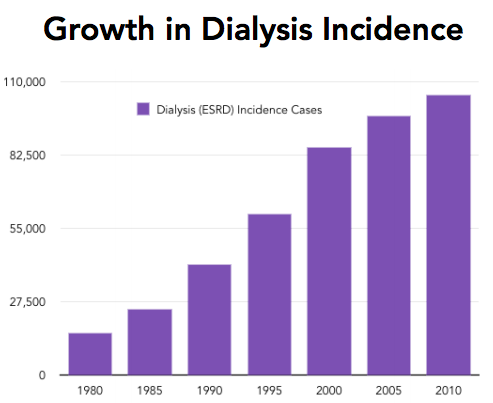 Growth in Dialysis Incidence
110,000
Dialysis (ESRD) Incidence Cases
82,500
55,000
27,500
0
1980 1985 1990 1995 2000 2005 2010